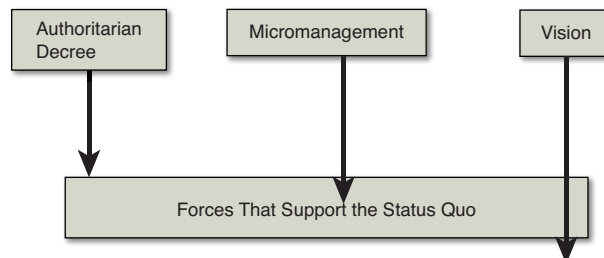 Authoritarian
Decree
Micromanagement
Vision
Forces That Support the Status Quo